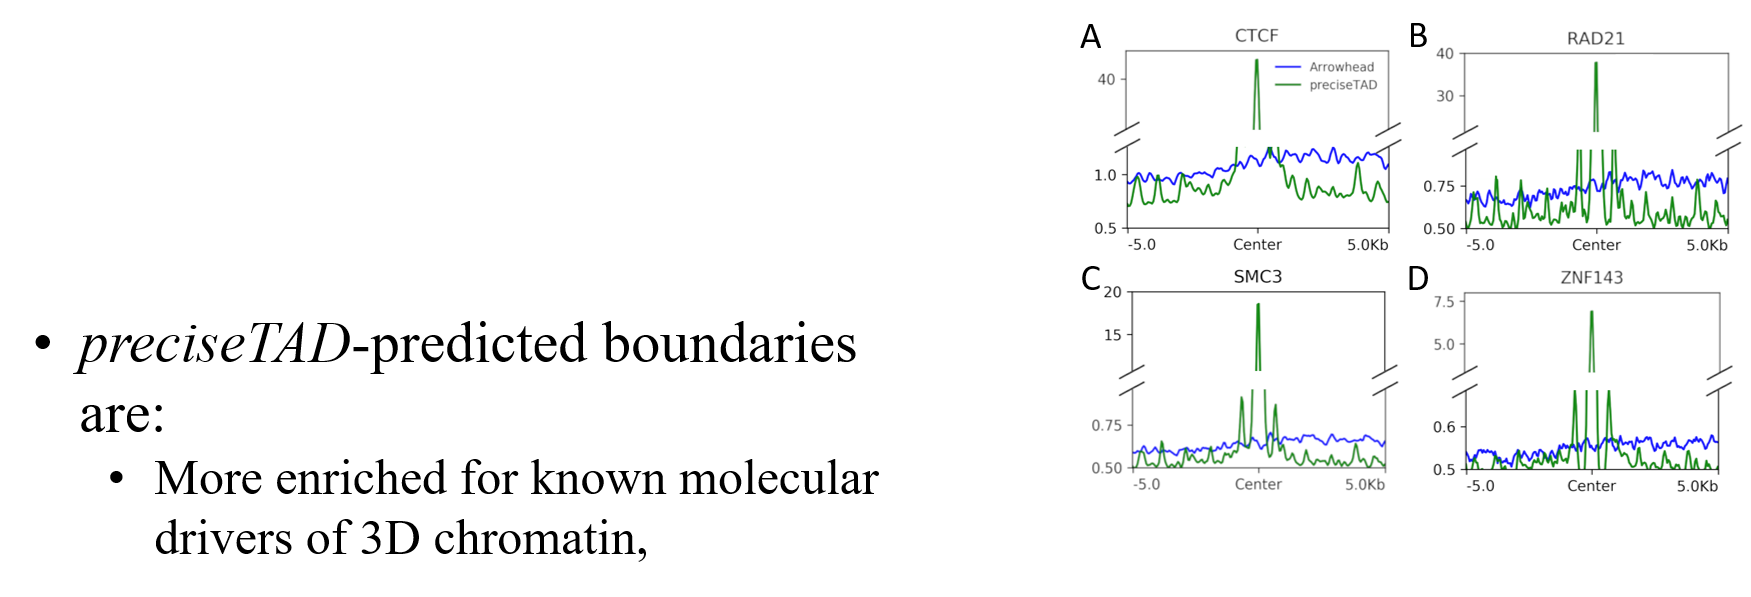 • preciseTAD-predicted boundaries
are:
• More enriched for known molecular
drivers of 3D chromatin,
A
CTCF
40
1.0
0.5
Arrowhead
preciseTAD
-5.0 Center 5.0Kb
B
RAD21
40
30
0.75
0.50
-5.0 Center 5.0Kb
C
SMC3
20
15
0.75
0.50
-5.0 Center 5.0Kb
D
ZNF143
7.5
5.0
0.6
0.5
-5.0 Center 5.0Kb